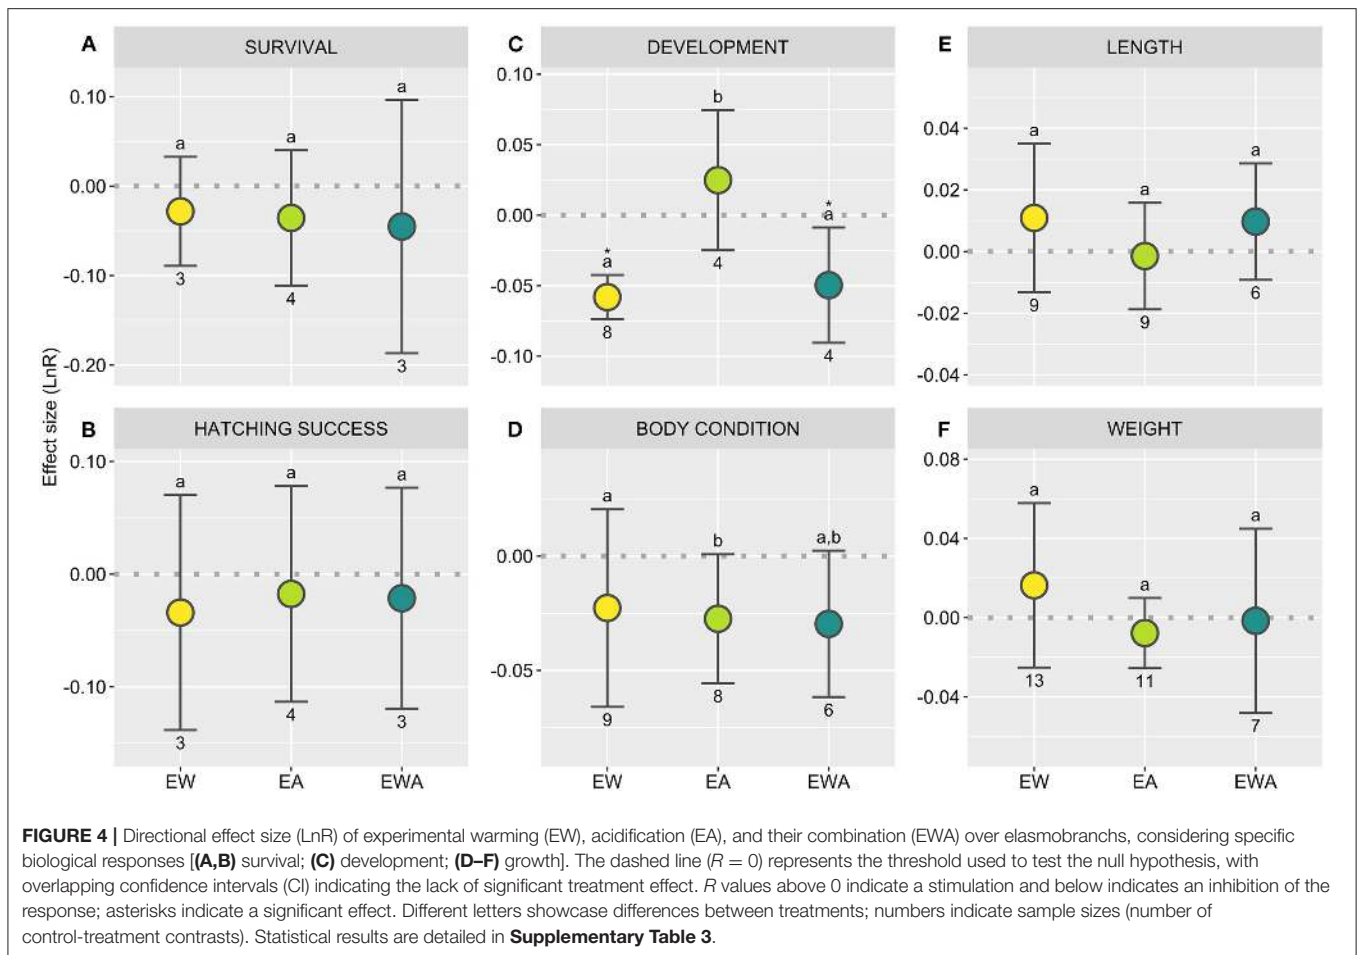 A
SURVIVAL
0.10
0.00
-0.10
-0.20
a
a
a
3
4
3
C
DEVELOPMENT
0.10
0.05
0.00
-0.05
-0.10
*
a
b
*
a
8
4
4
E
LENGTH
0.04
0.02
0.00
-0.02
-0.04
a
a
a
9
9
6
Effect size (LnR)
B
HATCHING SUCCESS
0.10
0.00
-0.10
a
a
a
3
4
3
EW
EA
EWA
D
BODY CONDITION
0.00
-0.05
a
b
a,b
9
8
6
EW
EA
EWA
F
WEIGHT
0.08
0.04
0.00
-0.04
a
a
a
13
11
7
EW
EA
EWA
FIGURE 4 | Directional effect size (LnR) of experimental warming (EW), acidification (EA), and their combination (EWA) over elasmobranchs, considering specific
biological responses [(A,B) survival; (C) development; (D–F) growth]. The dashed line (R = 0) represents the threshold used to test the null hypothesis, with
overlapping confidence intervals (CI) indicating the lack of significant treatment effect. R values above 0 indicate a stimulation and below indicates an inhibition of the
response; asterisks indicate a significant effect. Different letters showcase differences between treatments; numbers indicate sample sizes (number of
control-treatment contrasts). Statistical results are detailed in Supplementary Table 3.